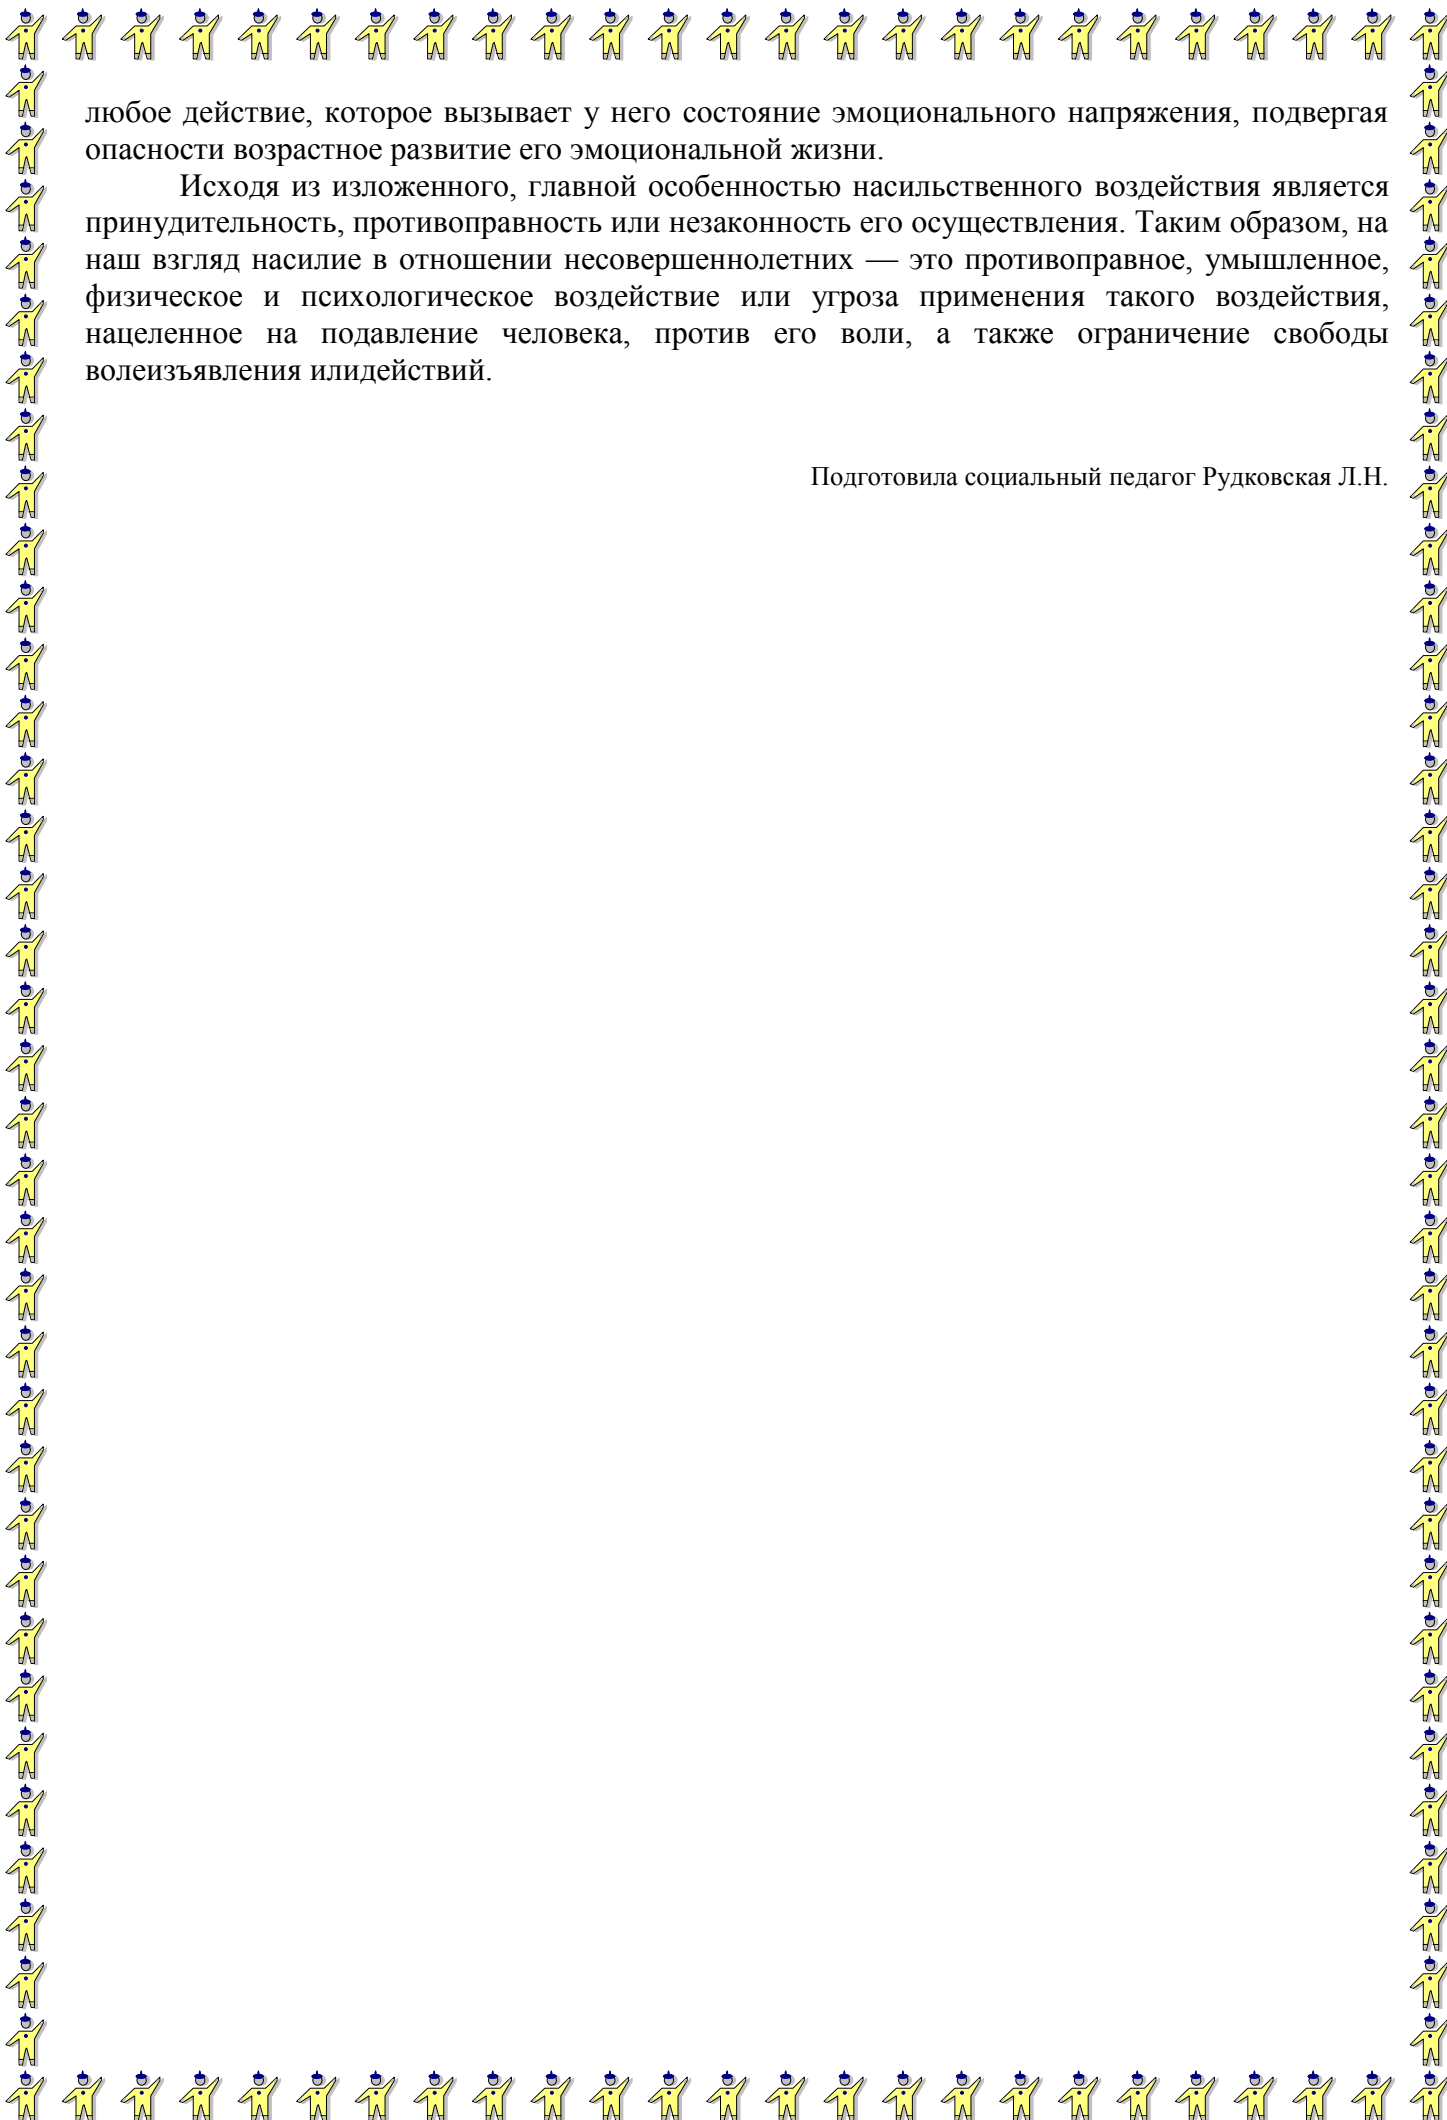 любое действие, которое вызывает у него состояние эмоционального напряжения, подвергая
опасности возрастное развитие его эмоциональной жизни.
Исходя из изложенного, главной особенностью насильственного воздействия является
принудительность, противоправность или незаконность его осуществления. Таким образом, на
наш взгляд насилие в отношении несовершеннолетних — это противоправное, умышленное,
физическое и психологическое воздействие или угроза применения такого воздействия,
нацеленное на подавление человека, против его воли, а также ограничение свободы
волеизъявления илидействий.
Подготовила социальный педагог Рудковская Л.Н.